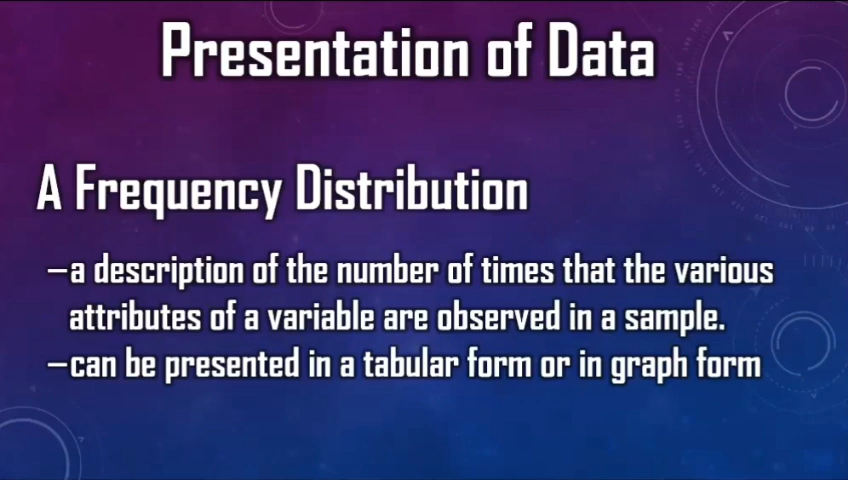 Presentation of Data
A Frequency Distribution
–a description of the number of times that the various
attributes of a variable are observed in a sample.
–can be presented in a tabular form or in graph form